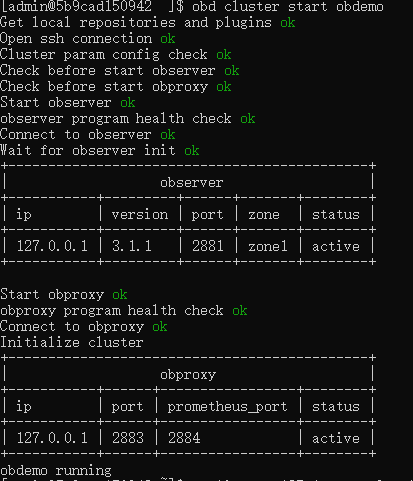 [admin@5b9cad150942 ~]$ obd cluster start obdemo
Get local repositories and plugins ok
Open ssh connection ok
Cluster param config check ok
Check before start observer ok
Check before start obproxy ok
Start observer ok
observer program health check ok
Connect to observer ok
Wait for observer init ok
+---------------------------------------------+
| observer |
+-----------+---------+------+-------+--------+
| ip | version | port | zone | status |
+-----------+---------+------+-------+--------+
| 127.0.0.1 | 3.1.1 | 2881 | zone1 | active |
+-----------+---------+------+-------+--------+
Start obproxy ok
obproxy program health check ok
Connect to obproxy ok
Initialize cluster
+---------------------------------------------+
| obproxy |
+-----------+------+-----------------+--------+
| ip | port | prometheus_port | status |
+-----------+------+-----------------+--------+
| 127.0.0.1 | 2883 | 2884 | active |
+-----------+------+-----------------+--------+
obdemo running